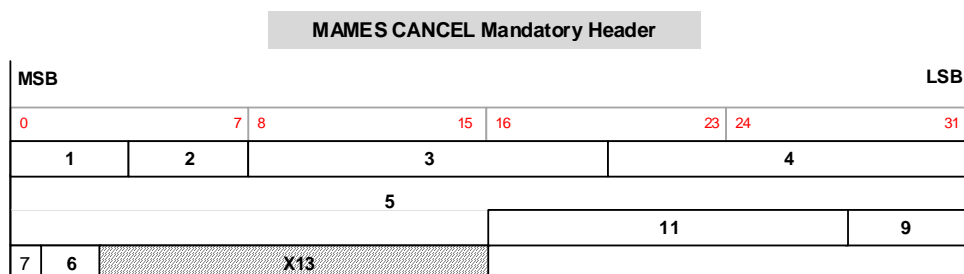 MAMES CANCEL Mandatory Header
MSB LSB
0 7 8 15 16 23 24 31
1 2 3 4
5
11 9
7 6 X13